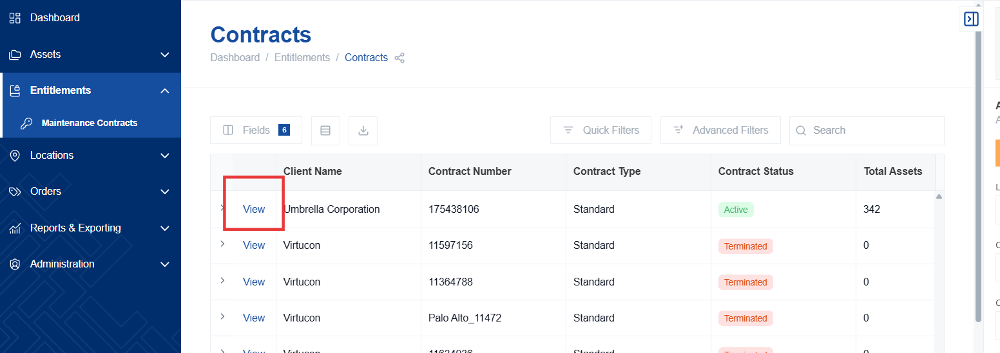 Dashboard
Assets
Entitlements
Maintenance Contracts
Locations
Orders
Reports & Exporting
Administration
Contracts
Dashboard / Entitlements / Contracts
Fields 6
Quick Filters
Advanced Filters
Search
Client Name Contract Number Contract Type Contract Status Total Assets
View Umbrella Corporation 175438106 Standard Active 342
View Virtucon 11597156 Standard Terminated 0
View Virtucon 11364788 Standard Terminated 0
View Virtucon Palo Alto_11472 Standard Terminated 0
View Virtucon Standard Terminated 0